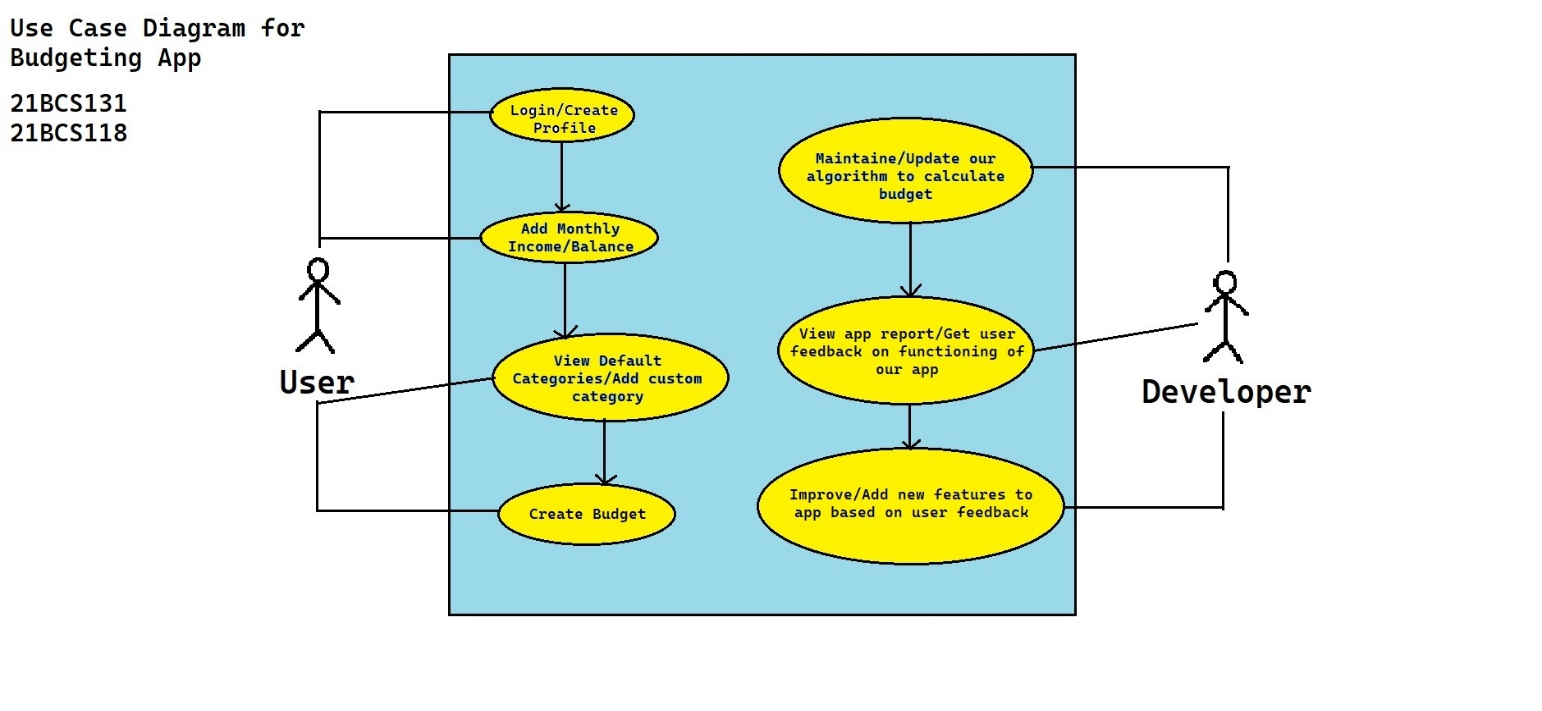 Use Case Diagram for
Budgeting App
21BCS131
21BCS118
Login/Create
Profile
Add Monthly
Income/Balance
View Default
Categories/Add custom
category
Create Budget
User
Maintaine/Update our
algorithm to calculate
budget
View app report/Get user
feedback on functioning of
our app
Improve/Add new features to
app based on user feedback
Developer